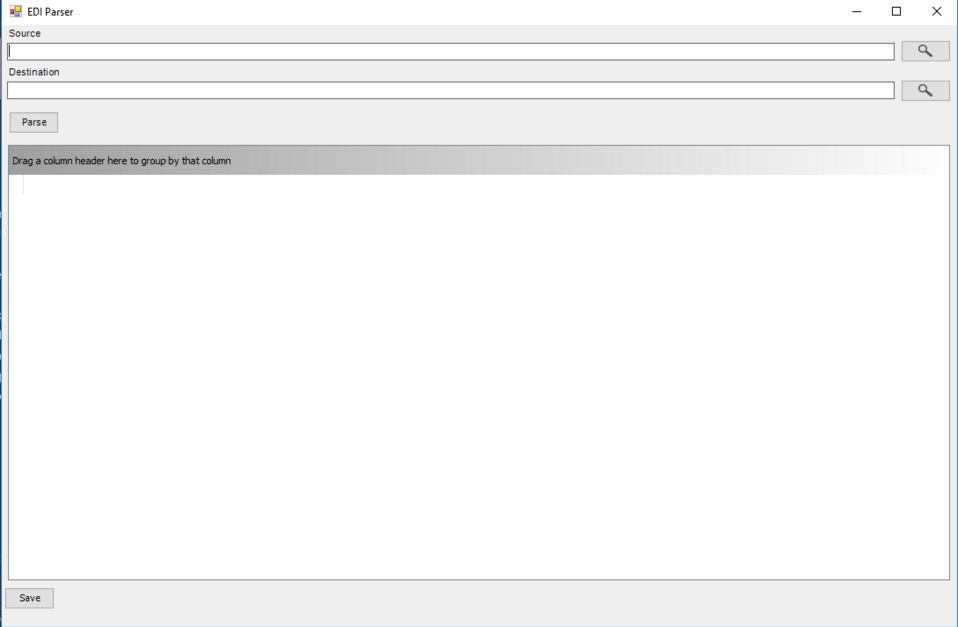 EDI Parser
Source
Destination
Parse
Drag a column header here to group by that column
Save